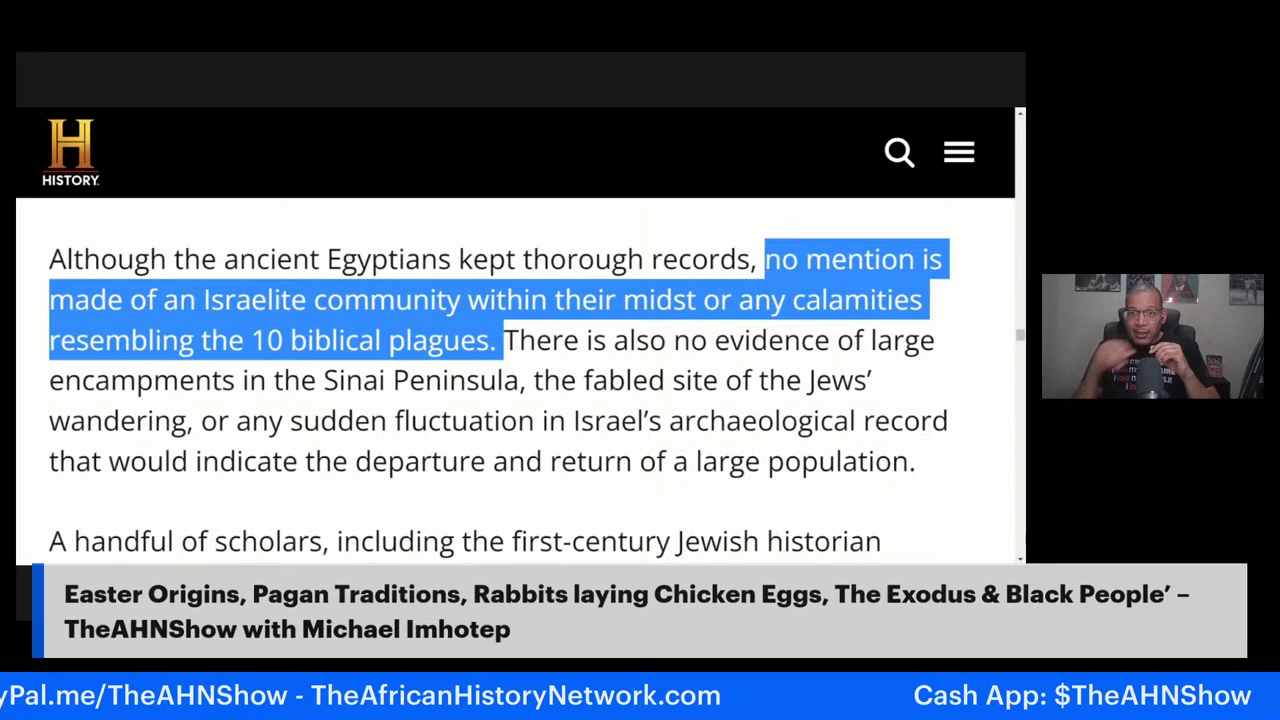 H
HISTORY
Although the ancient Egyptians kept thorough records, no mention is
made of an Israelite community within their midst or any calamities
resembling the 10 biblical plagues. There is also no evidence of large
encampments in the Sinai Peninsula, the fabled site of the Jews’
wandering, or any sudden fluctuation in Israel’s archaeological record
that would indicate the departure and return of a large population.
A handful of scholars, including the first-century Jewish historian
Easter Origins, Pagan Traditions, Rabbits laying Chicken Eggs, The Exodus & Black People’ –
TheAHNShow with Michael Imhotep
yPal.me/TheAHNShow - TheAfricanHistoryNetwork.com
Cash App: $TheAHNShow